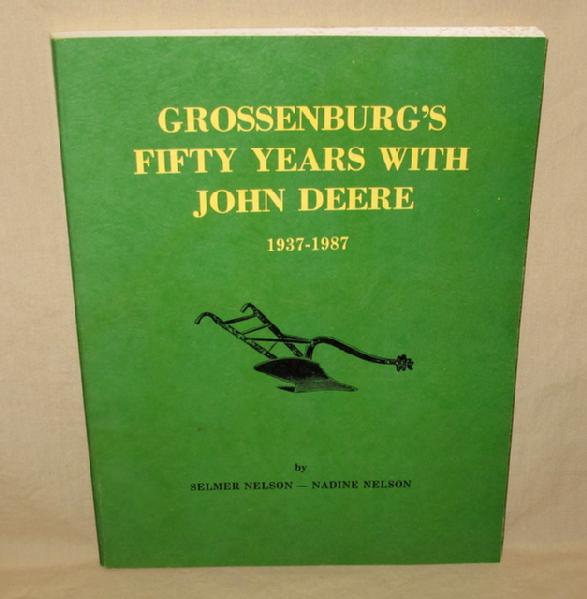 GROSSENBURG'S
FIFTY YEARS WITH
JOHN DEERE
1937-1987
by
SELMER NELSON — NADINE NELSON